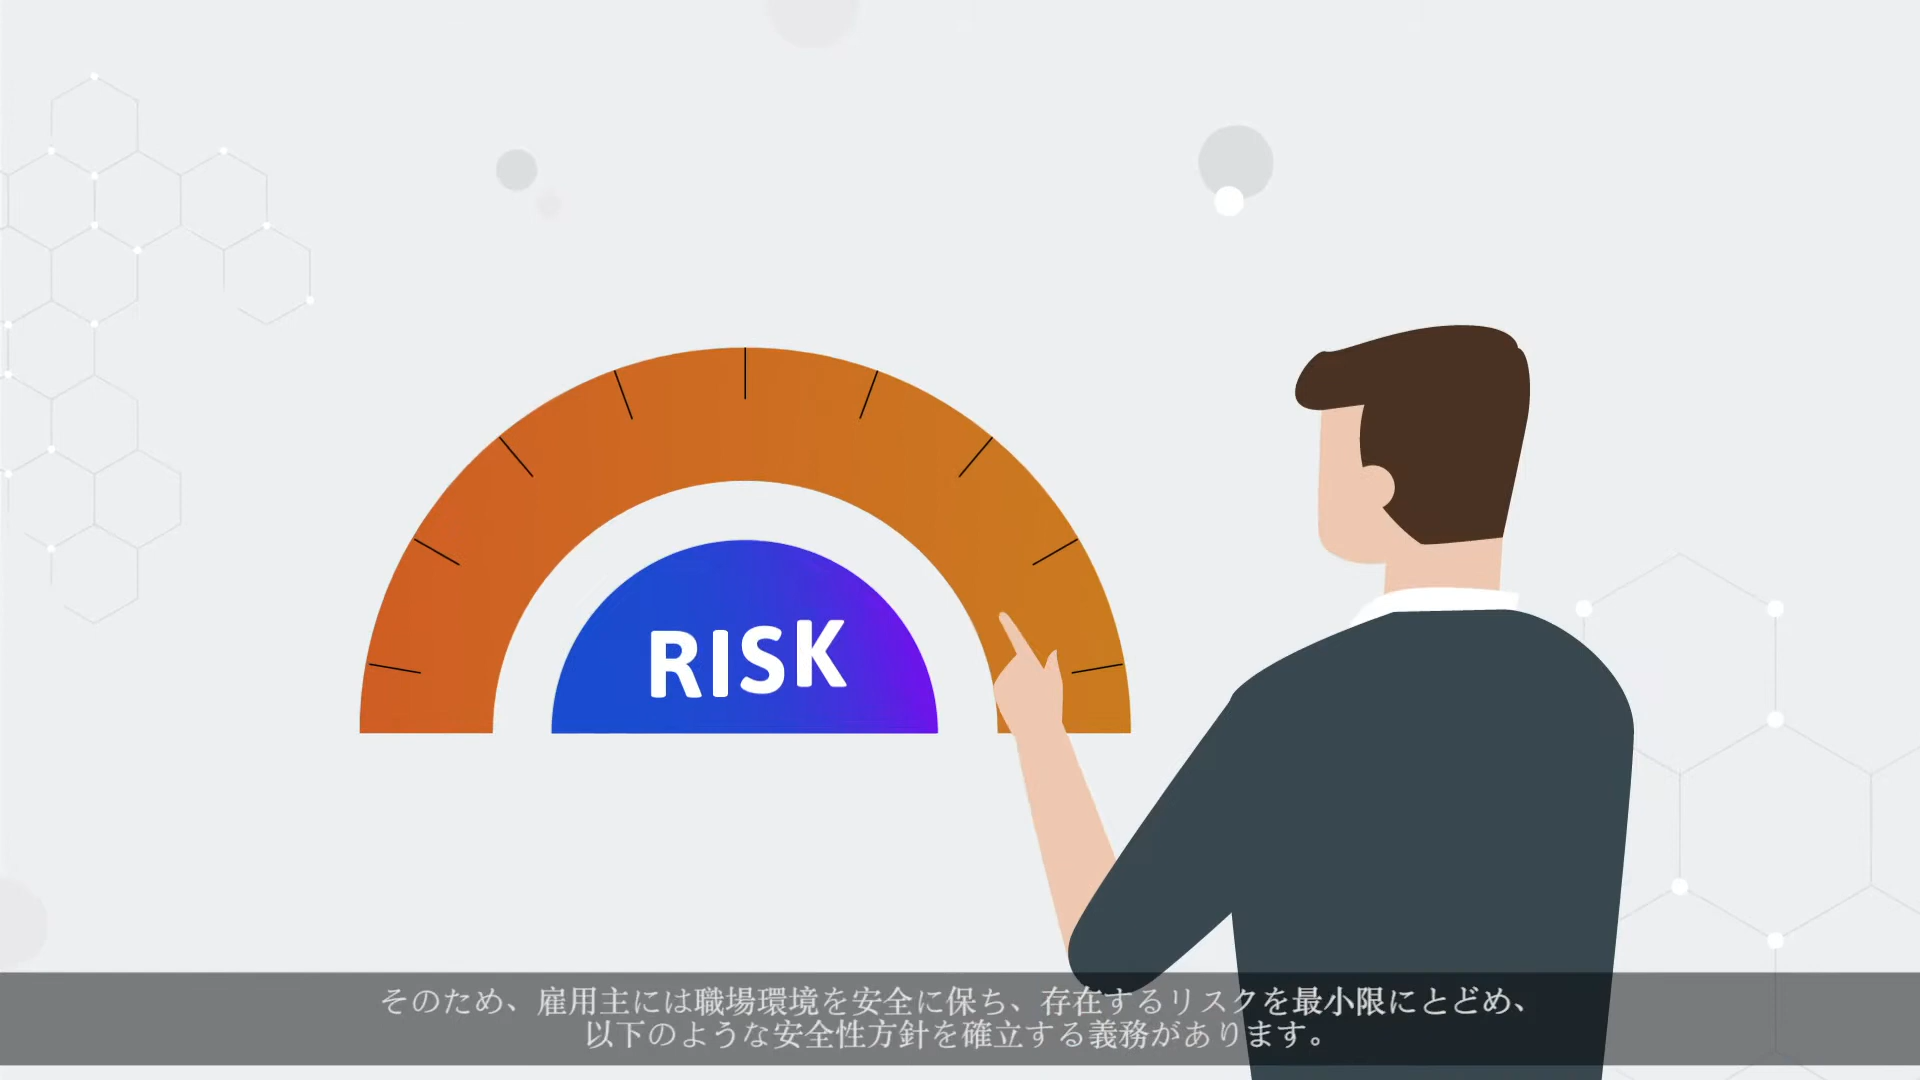 RISK
そのため、雇用主には職場環境を安全に保ち、存在するリスクを最小限にとどめ、
以下のような安全性方針を確立する義務があります。